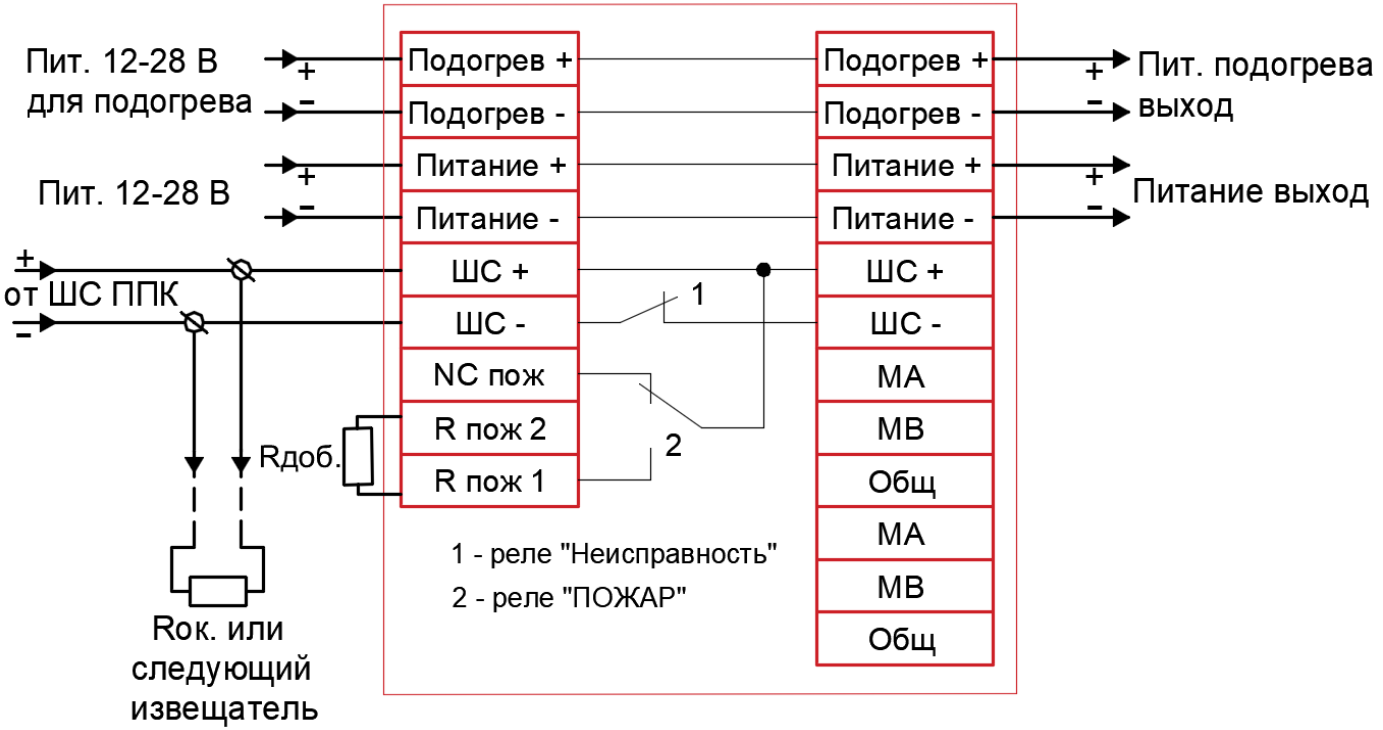 Пит. 12-28 В
для подогрева
+
-
Пит. 12-28 В
+
-
+
от ШС ППК
-
Rдоб.
Rок. или
следующий
извещатель
Подогрев +
Подогрев -
Питание +
Питание -
ШС +
ШС -
NC пож
R пож 2
R пож 1
1
2
1 - реле "Неисправность"
2 - реле "ПОЖАР"
Подогрев +
Подогрев -
Питание +
Питание -
ШС +
ШС -
МА
МВ
Общ
МА
МВ
Общ
+
-
Пит. подогрева
выход
+
-
Питание выход